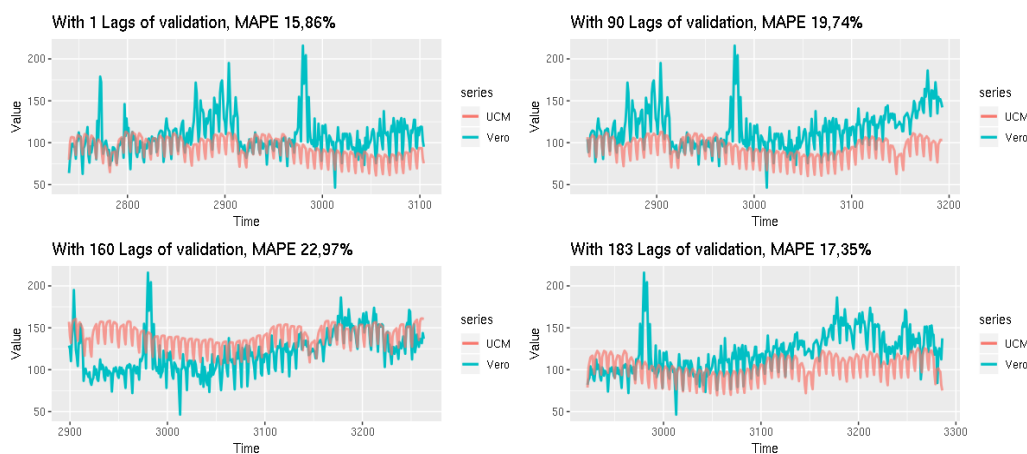 With 1 Lags of validation, MAPE 15,86%
200
150
100
50
Value
2800
2900
3000
3100
Time
series
UCM
Vero
With 90 Lags of validation, MAPE 19,74%
200
150
100
50
Value
2900
3000
3100
3200
Time
series
UCM
Vero
With 160 Lags of validation, MAPE 22,97%
200
150
100
50
Value
2900
3000
3100
3200
Time
series
UCM
Vero
With 183 Lags of validation, MAPE 17,35%
200
150
100
50
Value
3000
3100
3200
3300
Time
series
UCM
Vero